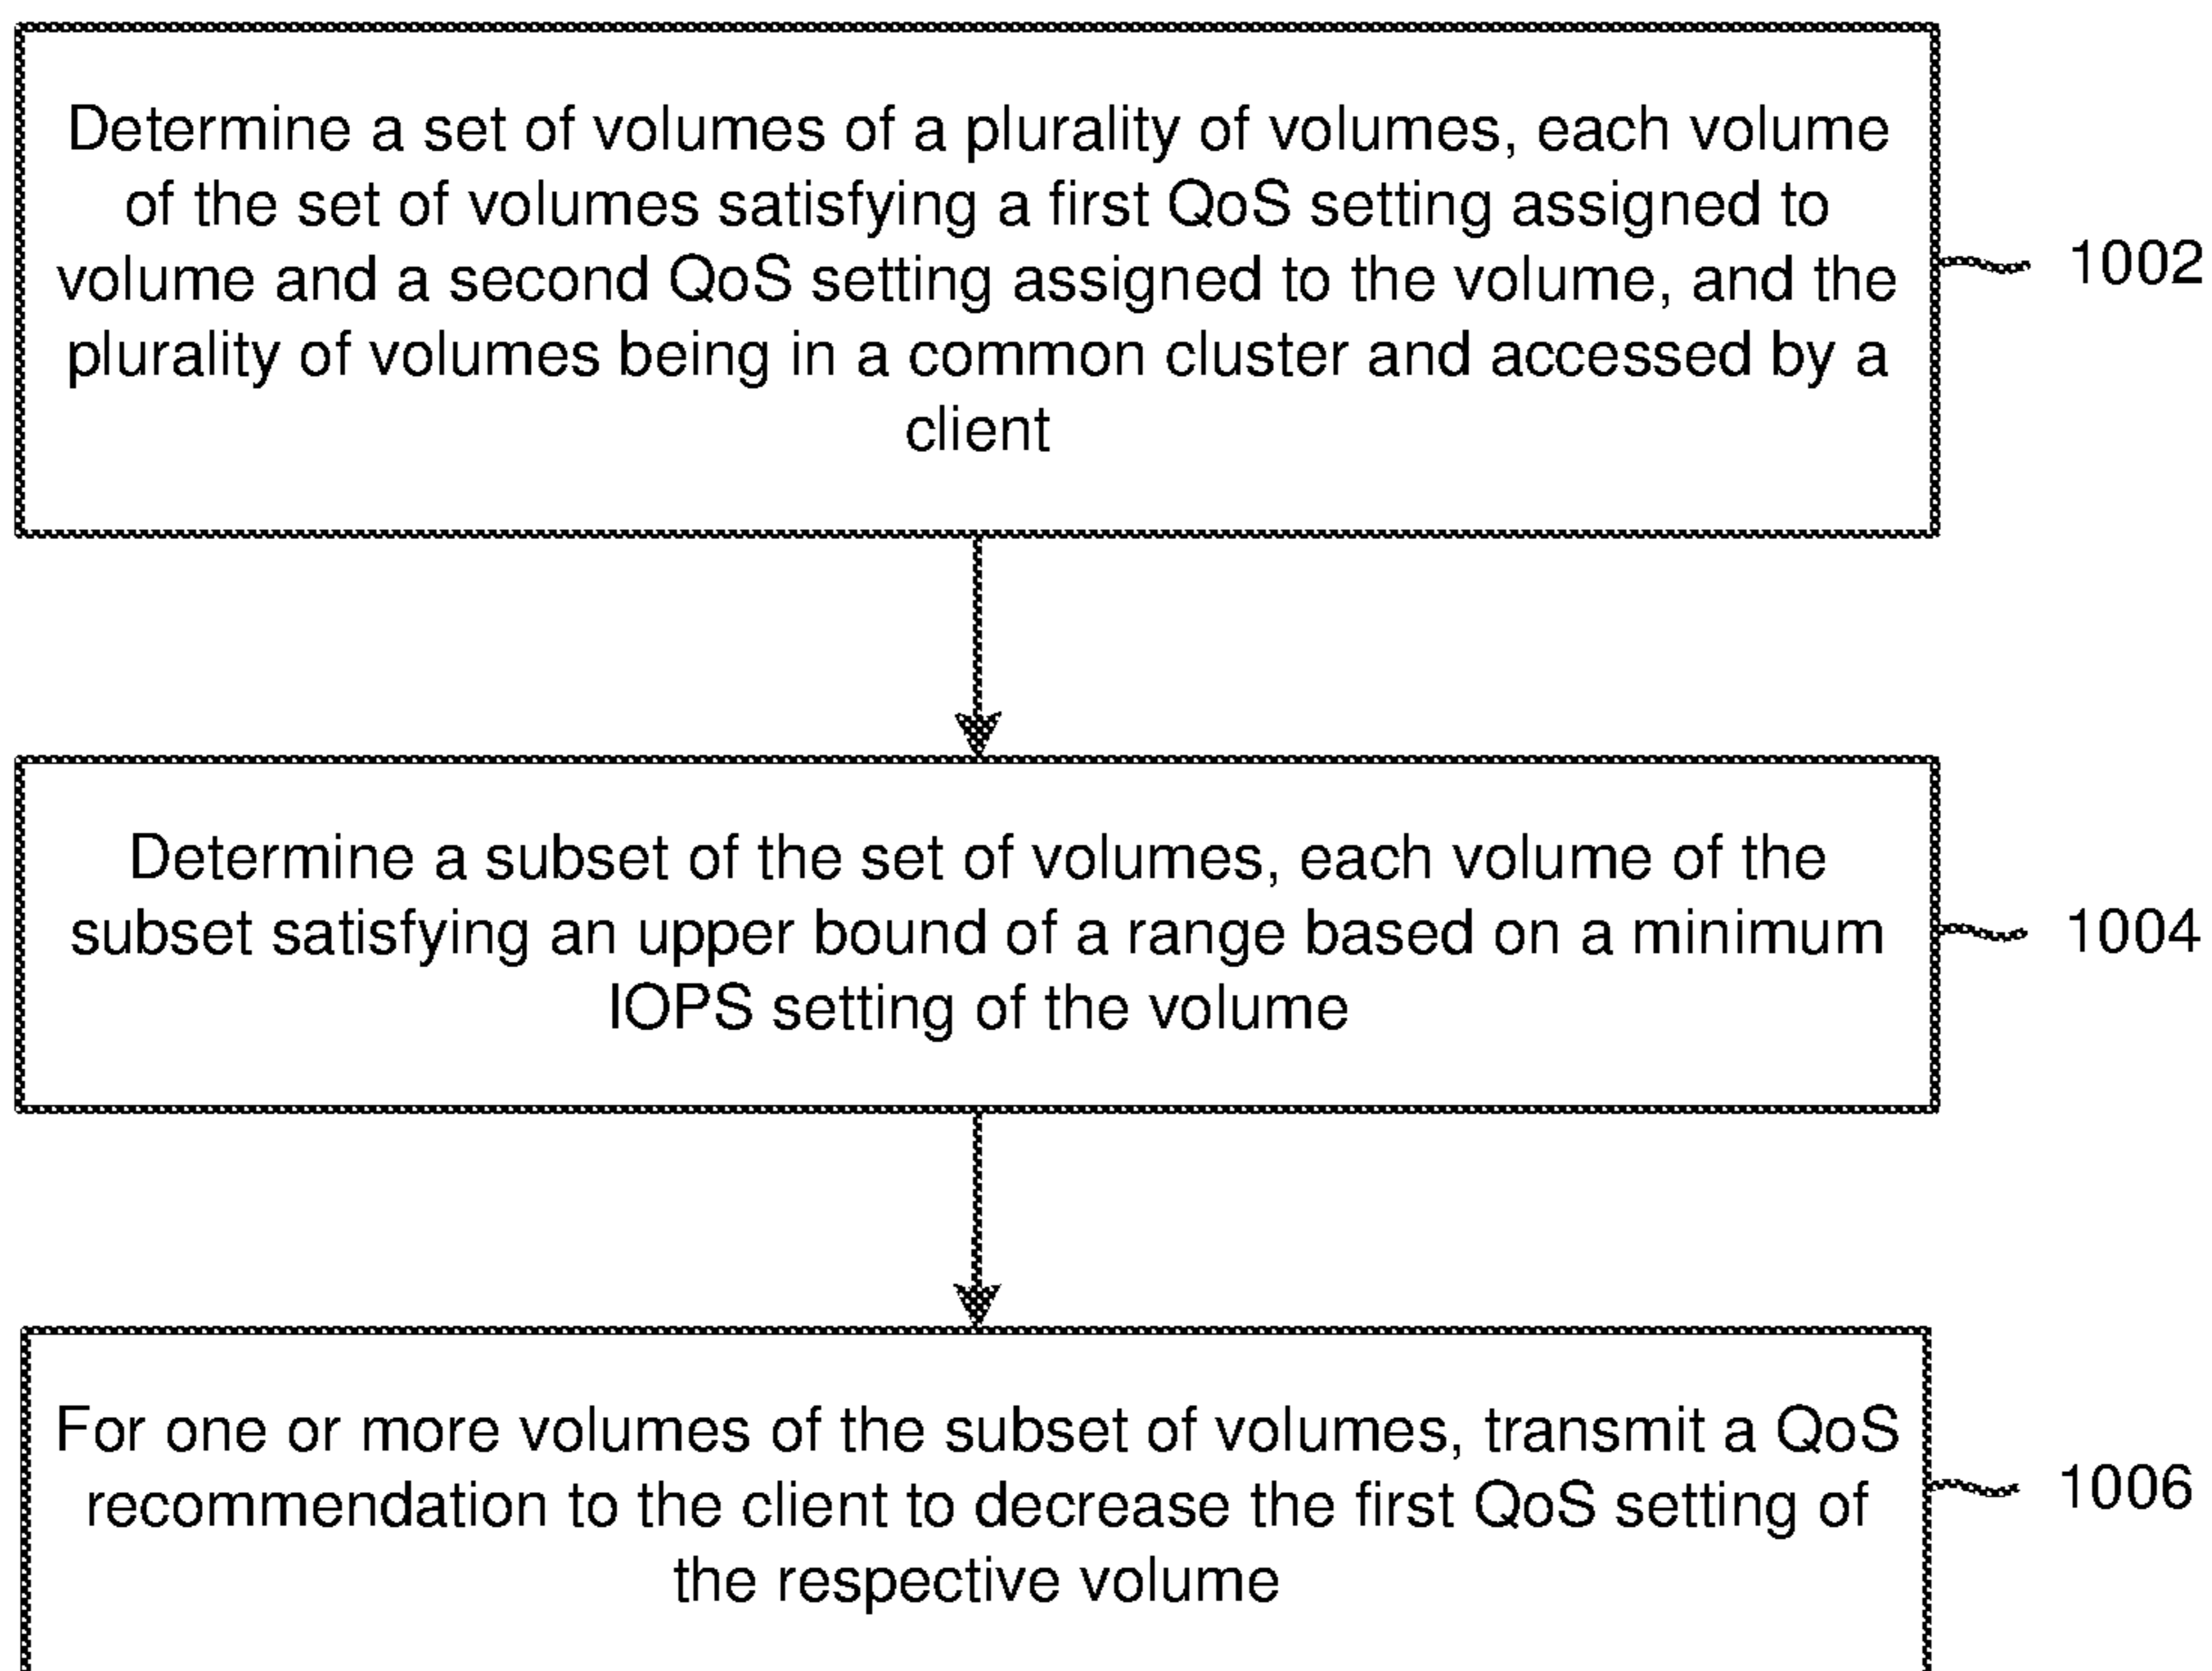 Determine a set of volumes of a plurality of volumes, each volume
of the set of volumes satisfying a first QoS setting assigned to
volume and a second QoS setting assigned to the volume, and the
plurality of volumes being in a common cluster and accessed by a
client
1002
Determine a subset of the set of volumes, each volume of the
subset satisfying an upper bound of a range based on a minimum
IOPS setting of the volume
1004
For one or more volumes of the subset of volumes, transmit a QoS
recommendation to the client to decrease the first QoS setting of
the respective volume
1006